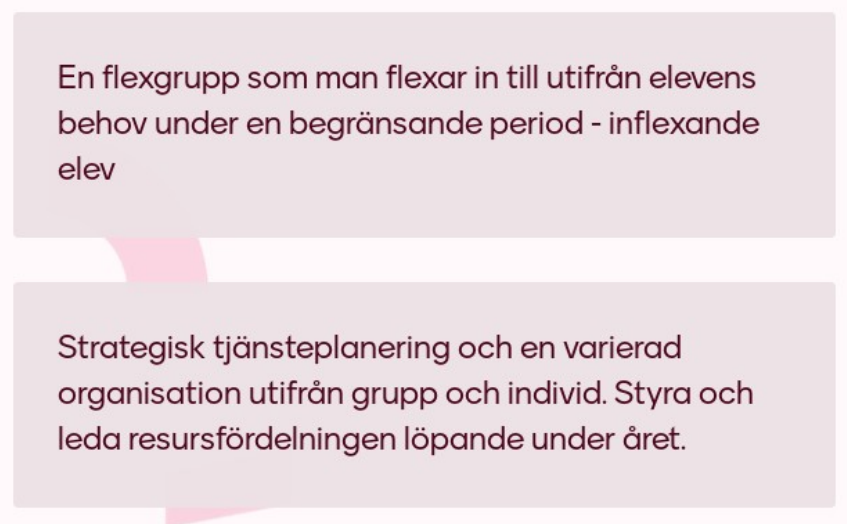 En flexgrupp som man flexar in till utifrån elevens
behov under en begränsande period - inflexande
elev
Strategisk tjänsteplanering och en varierad
organisation utifrån grupp och individ. Styra och
leda resursfördelningen löpande under året.